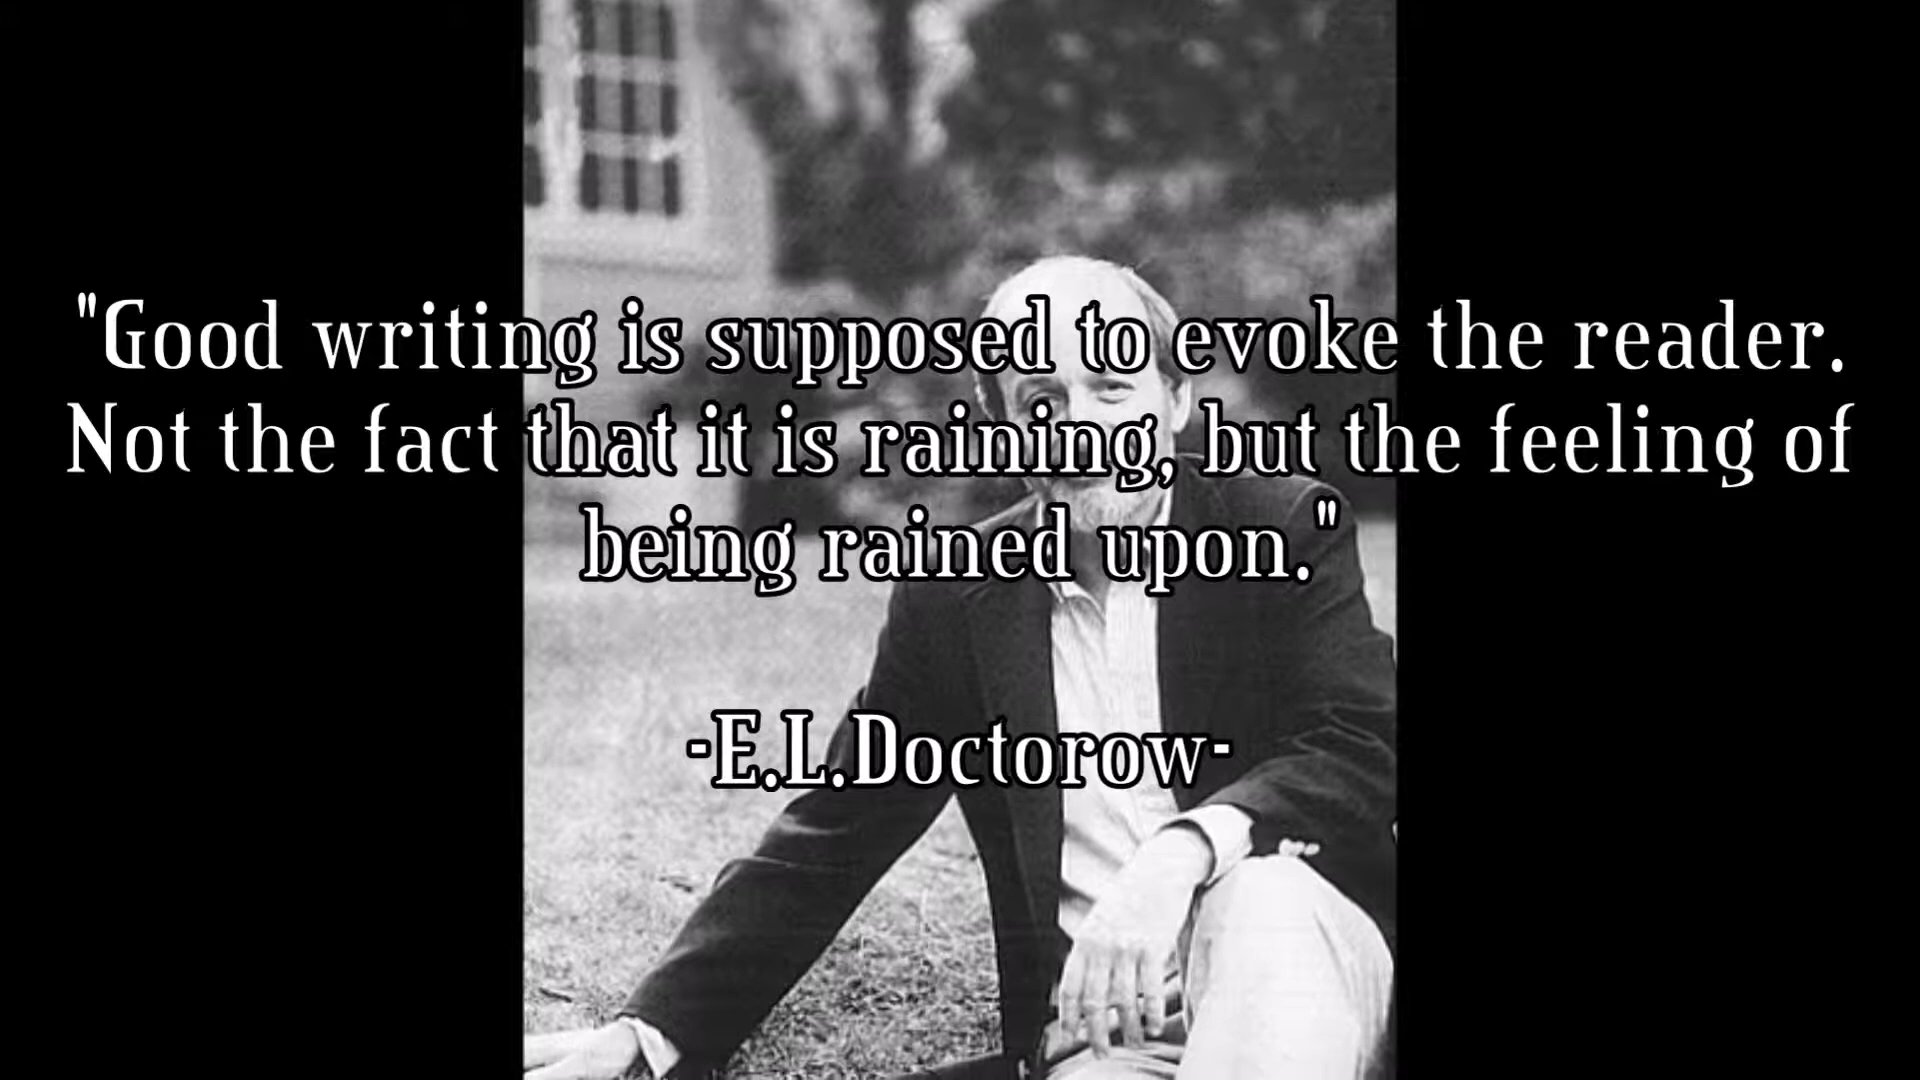 "Good writing is supposed to evoke the reader.
Not the fact that it is raining, but the feeling of
being rained upon."
-E.L.Doctorow-